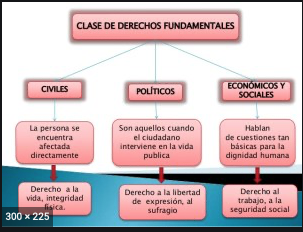 CLASE DE DERECHOS FUNDAMENTALES
CIVILES
POLÍTICOS
ECONÓMICOS Y
SOCIALES
La persona se
encuentra
afectada
directamente
Son aquellos cuando
el ciudadano
interviene en la vida
publica
Hablan
de cuestiones tan
básicas para la
dignidad humana
Derecho a la
vida, integridad
física.
Derecho a la libertad
de expresión, al
sufragio
Derecho al
trabajo, a la
seguridad social
300 × 225